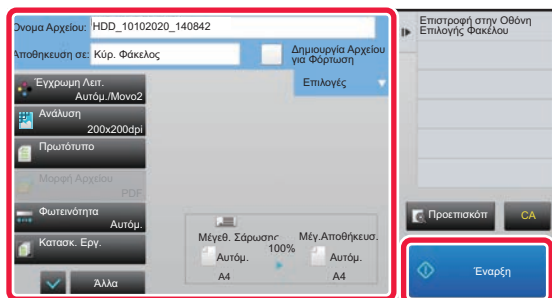 Όνομα Αρχείου: HDD_10102020_140842
Αποθηκευση σε: Κύρ. Φάκελος
Δημιουργία Αρχείου
για Φόρτωση
Επιλογές
Έγχρωμη Λειτ.
Αυτόμ./Μονο2
Ανάλυση
200x200dpi
Πρωτότυπο
Μορφή Αρχείου
PDF
Φωτεινότητα
Αυτόμ.
Κατασκ. Εργ.
Άλλα
Μέγεθ. Σάρωσης
100%
Μέγ.Αποθήκευσ.
Αυτόμ.
Αυτόμ.
A4
A4
Επιστροφή στην Οθόνη
Επιλογής Φακέλου
Προεπισκόπ
CA
Έναρξη